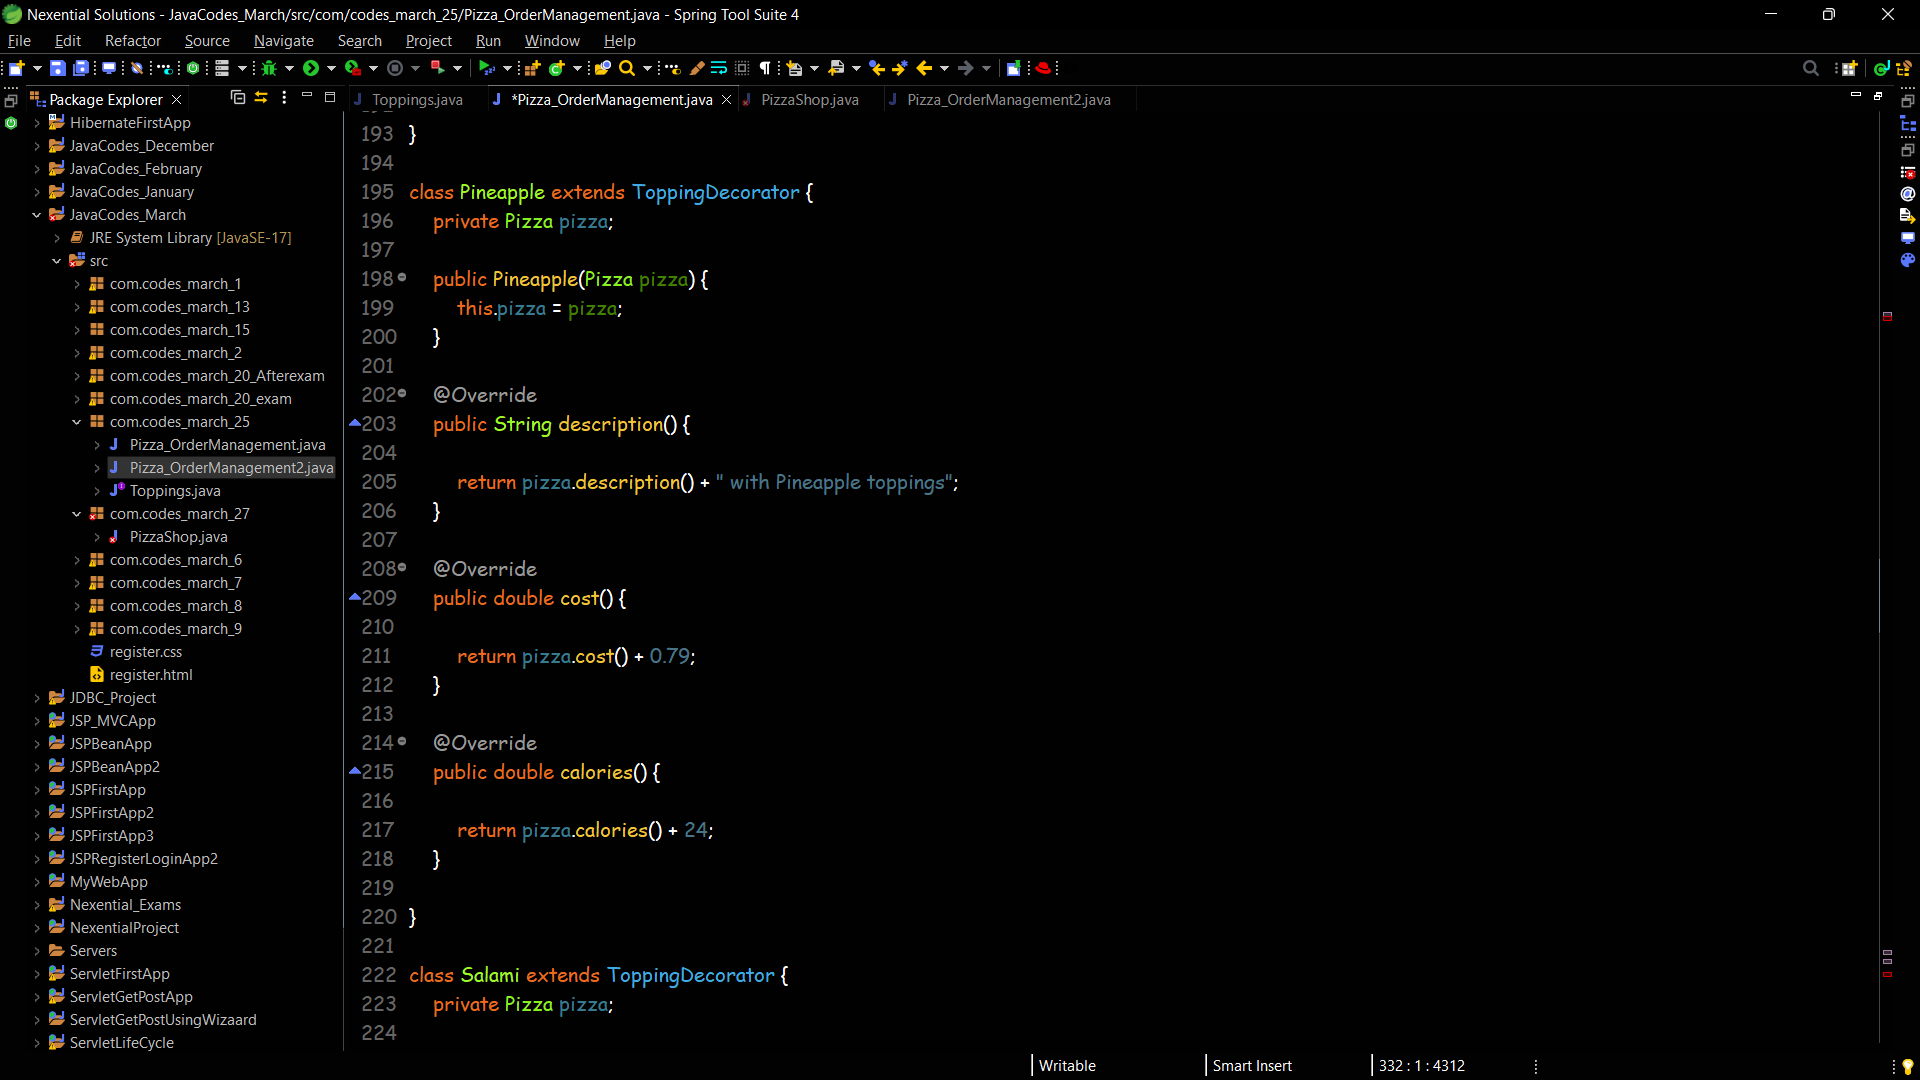 Nexential Solutions - JavaCodes_March/src/com/codes_march_25/Pizza_OrderManagement.java - Spring Tool Suite 4
File Edit Refactor Source Navigate Search Project Run Window Help
Package Explorer
HibernateFirstApp
JavaCodes_December
JavaCodes_February
JavaCodes_January
JavaCodes_March
JRE System Library [JavaSE-17]
src
com.codes_march_1
com.codes_march_13
com.codes_march_15
com.codes_march_2
com.codes_march_20_Afterexam
com.codes_march_20_exam
com.codes_march_25
Pizza_OrderManagement.java
Pizza_OrderManagement2.java
Toppings.java
com.codes_march_27
PizzaShop.java
com.codes_march_6
com.codes_march_7
com.codes_march_8
com.codes_march_9
register.css
register.html
JDBC_Project
JSP_MVCApp
JSPBeanApp
JSPBeanApp2
JSPFirstApp
JSPFirstApp2
JSPFirstApp3
JSPRegisterLoginApp2
MyWebApp
Nexential_Exams
NexentialProject
Servers
ServletFirstApp
ServletGetPostApp
ServletGetPostUsingWizaard
ServletLifeCycle
Toppings.java *Pizza_OrderManagement.java PizzaShop.java Pizza_OrderManagement2.java
193 }
194
195 class Pineapple extends ToppingDecorator {
196 private Pizza pizza;
197
198 public Pineapple(Pizza pizza) {
199 this.pizza = pizza;
200 }
201
202 @Override
203 public String description() {
204
205 return pizza.description() + " with Pineapple toppings";
206 }
207
208 @Override
209 public double cost() {
210
211 return pizza.cost() + 0.79;
212 }
213
214 @Override
215 public double calories() {
216
217 return pizza.calories() + 24;
218 }
219
220 }
221
222 class Salami extends ToppingDecorator {
223 private Pizza pizza;
224
Writable Smart Insert 332 : 1 : 4312